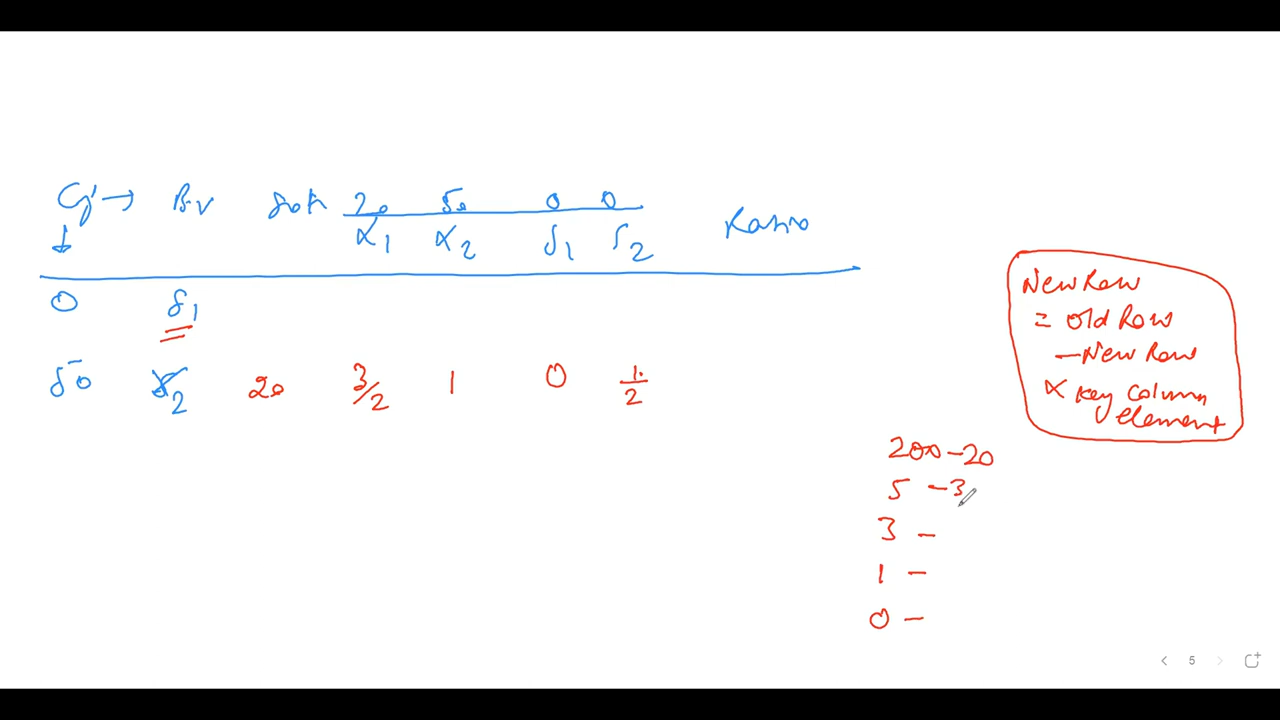 Cj → B.V Soln 20 50 0 0 Ratio
↓ x1 x2 S1 S2
0 S1
50 x2 20 3/2 1 0 1/2
New Row
= old Row
- New Row
× key column
element
200 - 20
5 - 3/
3 -
1 -
0 -
5